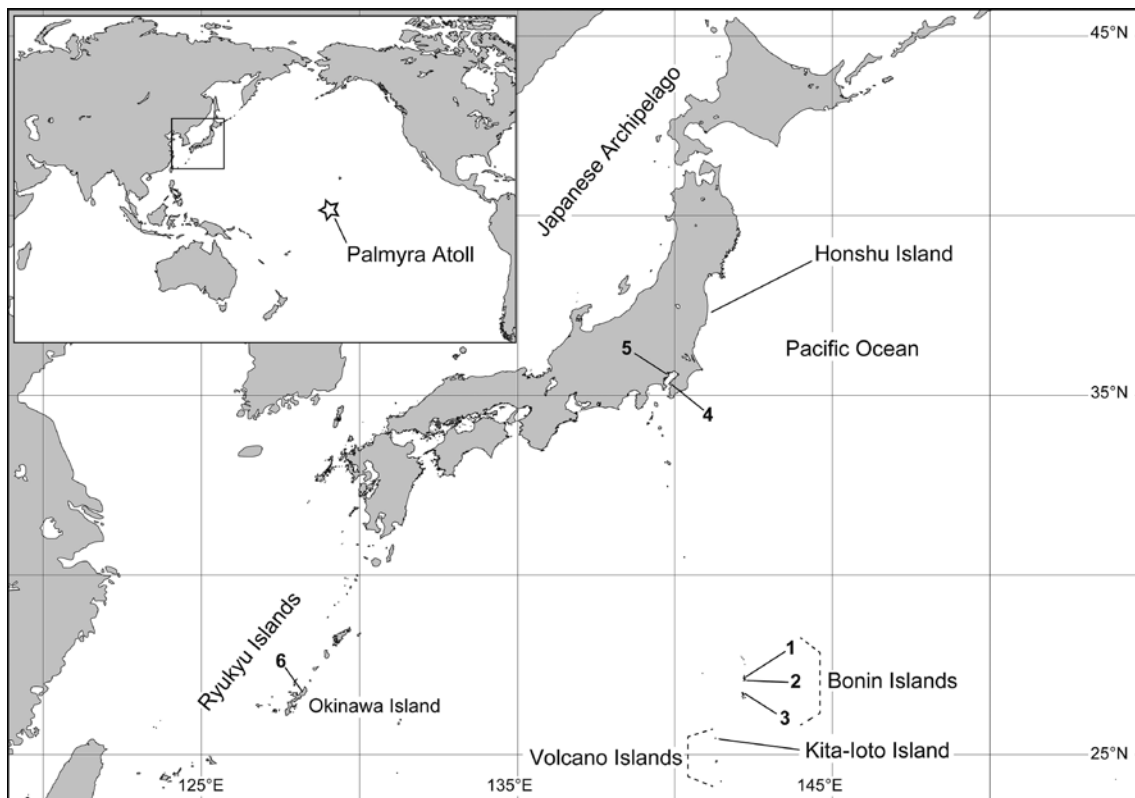 45°N
Japanese Archipelago
Palmyra Atoll
Honshu Island
Pacific Ocean
5
4
35°N
Ryukyu Islands
6
Okinawa Island
1
2
3
Bonin Islands
Volcano Islands
Kita-Ioto Island
25°N
125°E
135°E
145°E